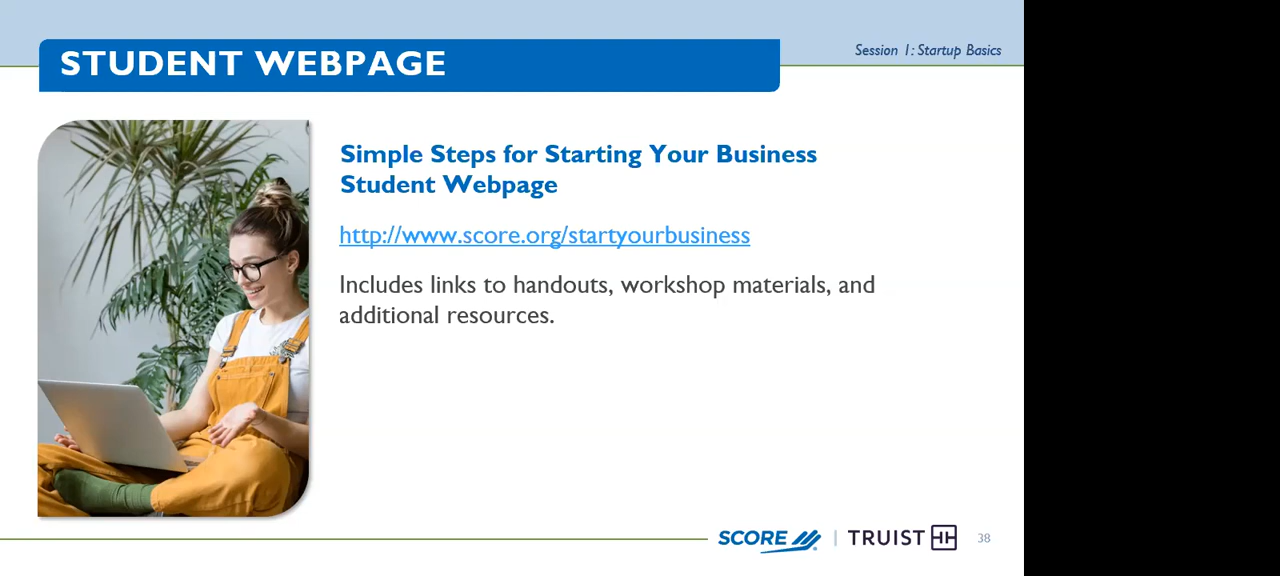 STUDENT WEBPAGE
Session 1: Startup Basics
Simple Steps for Starting Your Business
Student Webpage
http://www.score.org/startyourbusiness
Includes links to handouts, workshop materials, and
additional resources.
SCORE | TRUIST
38